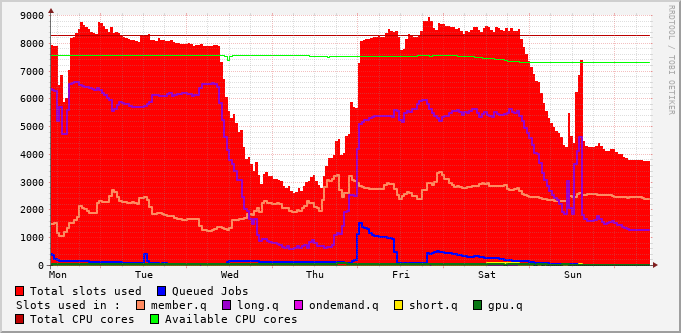 9000
8000
7000
6000
5000
4000
3000
2000
1000
0
Mon Tue Wed Thu Fri Sat Sun
RRDTOOL / TOBI OETIKER
Total slots used Queued Jobs
Slots used in : member.q long.q ondemand.q short.q gpu.q
Total CPU cores Available CPU cores